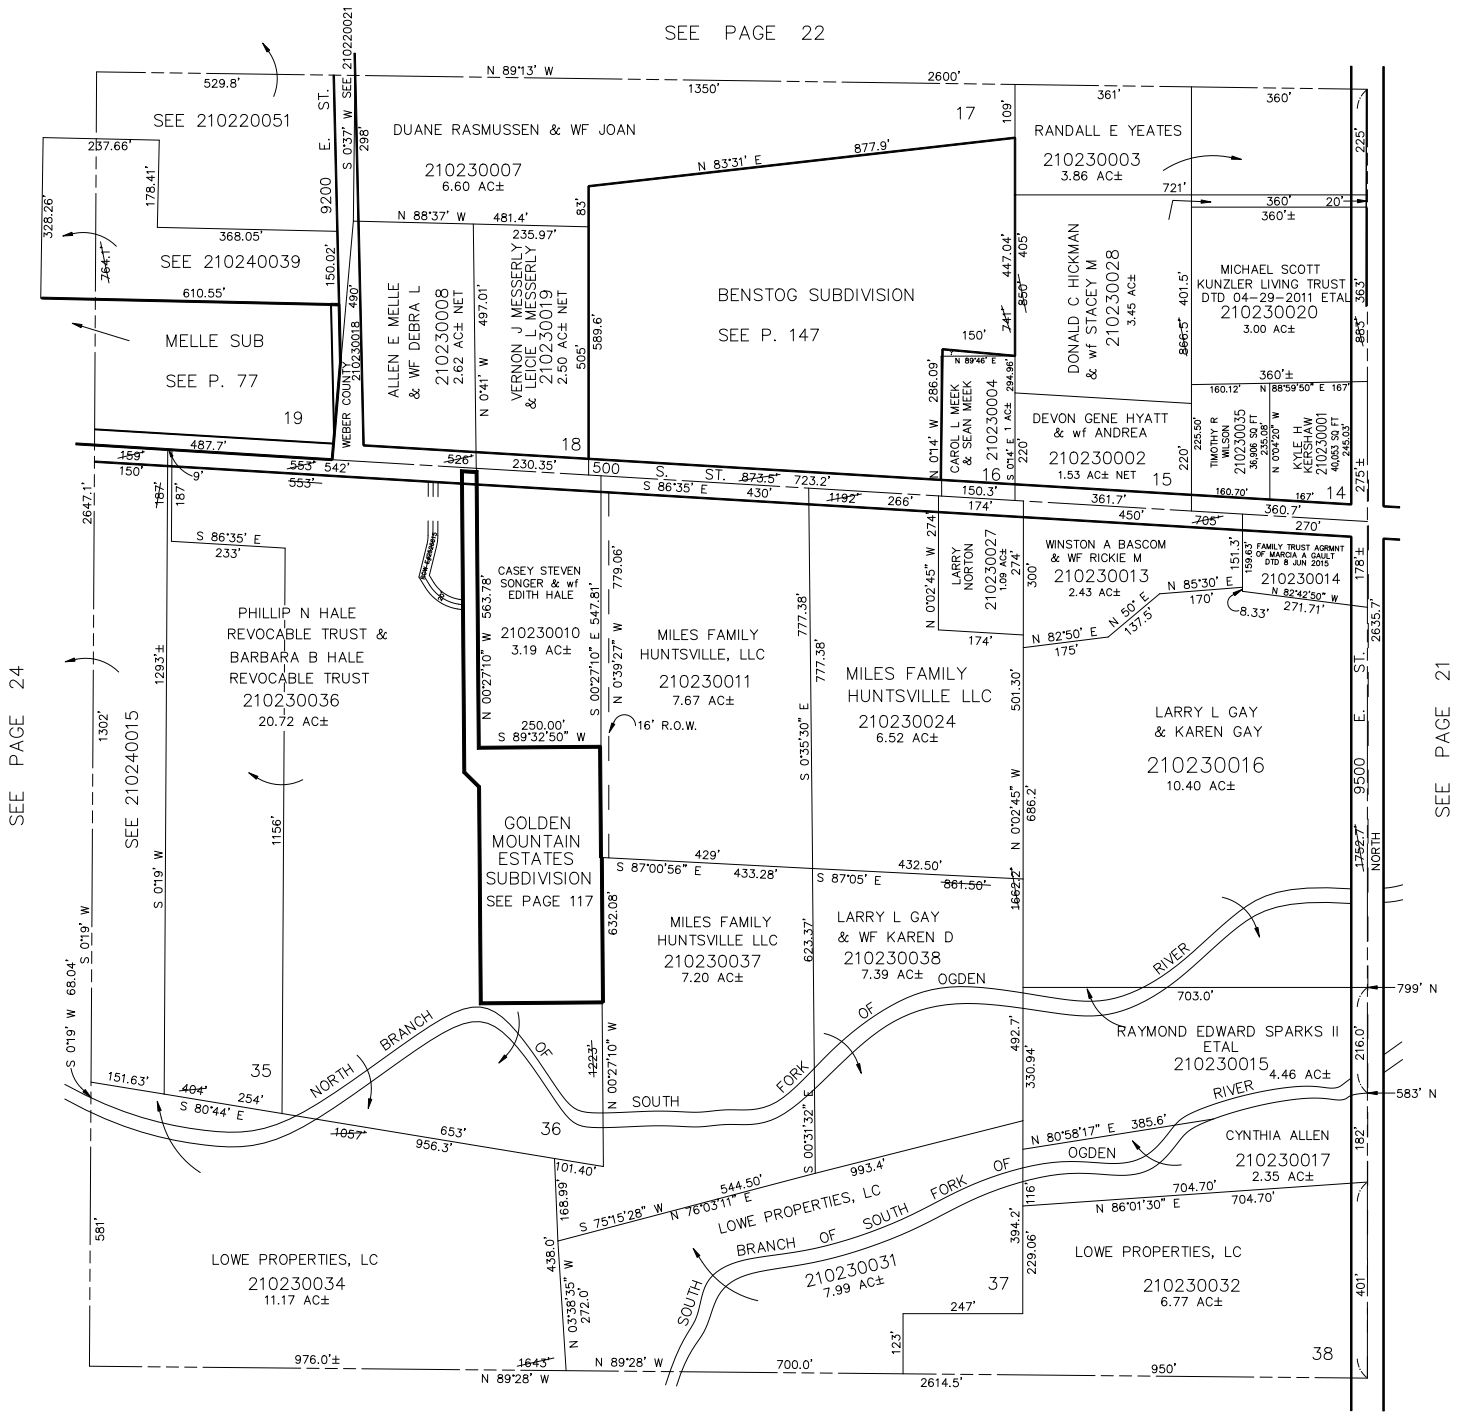 SEE PAGE 22
N 89°13' W
2600'
529.8'
1350'
361'
360'
SEE 210220051
9200 E. ST.
S 0°37' W SEE 210220021
298'
DUANE RASMUSSEN & WF JOAN
210230007
6.60 AC±
17
109'
RANDALL E YEATES
210230003
3.86 AC±
225'
237.66'
178.41'
328.26'
764.1'
368.05'
SEE 210240039
150.02'
610.55'
N 88°37' W
481.4'
83'
N 83°31' E
877.9'
721'
360'
20'
360'±
235.97'
MELLE SUB
SEE P. 77
19
487.7'
WEBER COUNTY
210230018
490'
ALLEN E MELLE
& WF DEBRA L
210230008
2.62 AC± NET
497.01'
N 0°41' W
VERNON J MESSERLY
& LEICIE L MESSERLY
210230019
2.50 AC± NET
505'
589.6'
18
BENSTOG SUBDIVISION
SEE P. 147
447.04'
405'
850'
741'
150'
N 89°46' E
286.09'
N 0°14' W
CAROL L MEEK
& SEAN MEEK
210230004
1 AC±
294.96'
S 0°14' E
220'
16
DONALD C HICKMAN
& wf STACEY M
210230028
3.45 AC±
401.5'
866.5'
MICHAEL SCOTT
KUNZLER LIVING TRUST
DTD 04-29-2011 ETAL
210230020
3.00 AC±
363'
883'
360'±
160.12'
N 88°59'50" E 167'
DEVON GENE HYATT
& wf ANDREA
210230002
1.53 AC± NET
15
225.50'
220'
TIMOTHY R
WILSON
210230035
36,906 SQ FT
235.08'
N 0°04'20" W
KYLE H
KERSHAW
210230001
40,053 SQ FT
245.03'
275'±
160.70'
167'
14
159'
150'
9'
553'
542'
553'
526'
230.35'
500 S. ST.
S 86°35' E
873.5'
430'
723.2'
1192'
266'
150.3'
174'
361.7'
450'
705'
360.7'
270'
2647.1'
187'
187'
S 86°35' E
233'
PHILLIP N HALE
REVOCABLE TRUST &
BARBARA B HALE
REVOCABLE TRUST
210230036
20.72 AC±
1293'±
1302'
SEE 210240015
S 0°19' W
1156'
35
SEE PAGE 24
S 0°19' W
S 0°19' W 68.04'
CASEY STEVEN
SONGER & wf
EDITH HALE
210230010
3.19 AC±
N 00°27'10" W 563.78'
S 00°27'10" E 547.81'
250.00'
S 89°32'50" W
N 0°39'27" W
779.06'
16' R.O.W.
MILES FAMILY
HUNTSVILLE, LLC
210230011
7.67 AC±
777.38'
777.38'
S 0°35'30" E
MILES FAMILY
HUNTSVILLE LLC
210230024
6.52 AC±
N 0°02'45" W 274'
LARRY
NORTON
210230027
1.09 AC±
274'
300'
174'
501.30'
N 0°02'45" W
686.2'
1662.2'
WINSTON A BASCOM
& WF RICKIE M
210230013
2.43 AC±
N 82°50' E
175'
N 50° E
137.5'
N 85°30' E
170'
151.3'
159.63'
8.33'
FAMILY TRUST AGRMNT
OF MARCIA A GAULT
DTD 8 JUN 2015
210230014
N 82°42'50" W
271.71'
178'±
2635.7'
LARRY L GAY
& KAREN GAY
210230016
10.40 AC±
9500 E. ST.
1752.7'
NORTH
SEE PAGE 21
GOLDEN
MOUNTAIN
ESTATES
SUBDIVISION
SEE PAGE 117
632.08'
429'
S 87°00'56" E
433.28'
432.50'
S 87°05' E
861.50'
MILES FAMILY
HUNTSVILLE LLC
210230037
7.20 AC±
623.37'
LARRY L GAY
& WF KAREN D
210230038
7.39 AC±
NORTH BRANCH OF SOUTH FORK OF OGDEN RIVER
703.0'
799' N
RAYMOND EDWARD SPARKS II
ETAL
210230015
4.46 AC±
216.0'
583' N
492.7'
330.94'
151.63'
404'
S 80°44' E
254'
1057'
653'
956.3'
36
1223'
N 00°27'10" W
S 00°31'32" E
101.40'
168.99'
438.0'
N 03°38'35" W
272.0'
S 75°15'28" W
544.50'
N 76°03'11" E
993.4'
LOWE PROPERTIES, LC
SOUTH BRANCH OF SOUTH FORK OF OGDEN RIVER
210230031
7.99 AC±
N 80°58'17" E
385.6'
CYNTHIA ALLEN
210230017
2.35 AC±
182'
116'
704.70'
N 86°01'30" E
704.70'
394.2'
229.06'
581'
LOWE PROPERTIES, LC
210230034
11.17 AC±
37
247'
123'
LOWE PROPERTIES, LC
210230032
6.77 AC±
401'
38
976.0'±
1643'
N 89°28' W
N 89°28' W
700.0'
2614.5'
950'